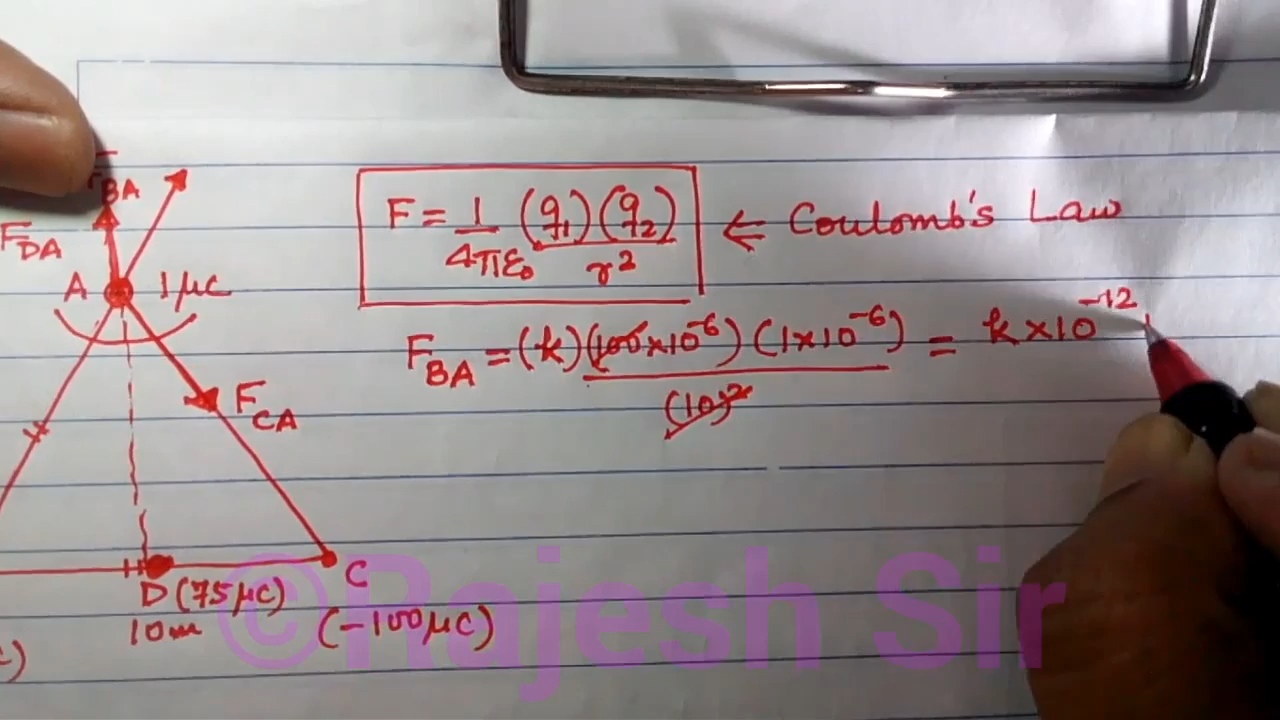 F_BA
F_DA
A 1μC
F = 1/4πε₀ (q₁)(q₂)/r² ← Coulomb's Law
F_BA = (k)(100×10⁻⁶)(1×10⁻⁶)/(10)² = k×10⁻¹²
F_CA
D (75μC) C
10m (-100μC)
c)
©Rajesh Sir